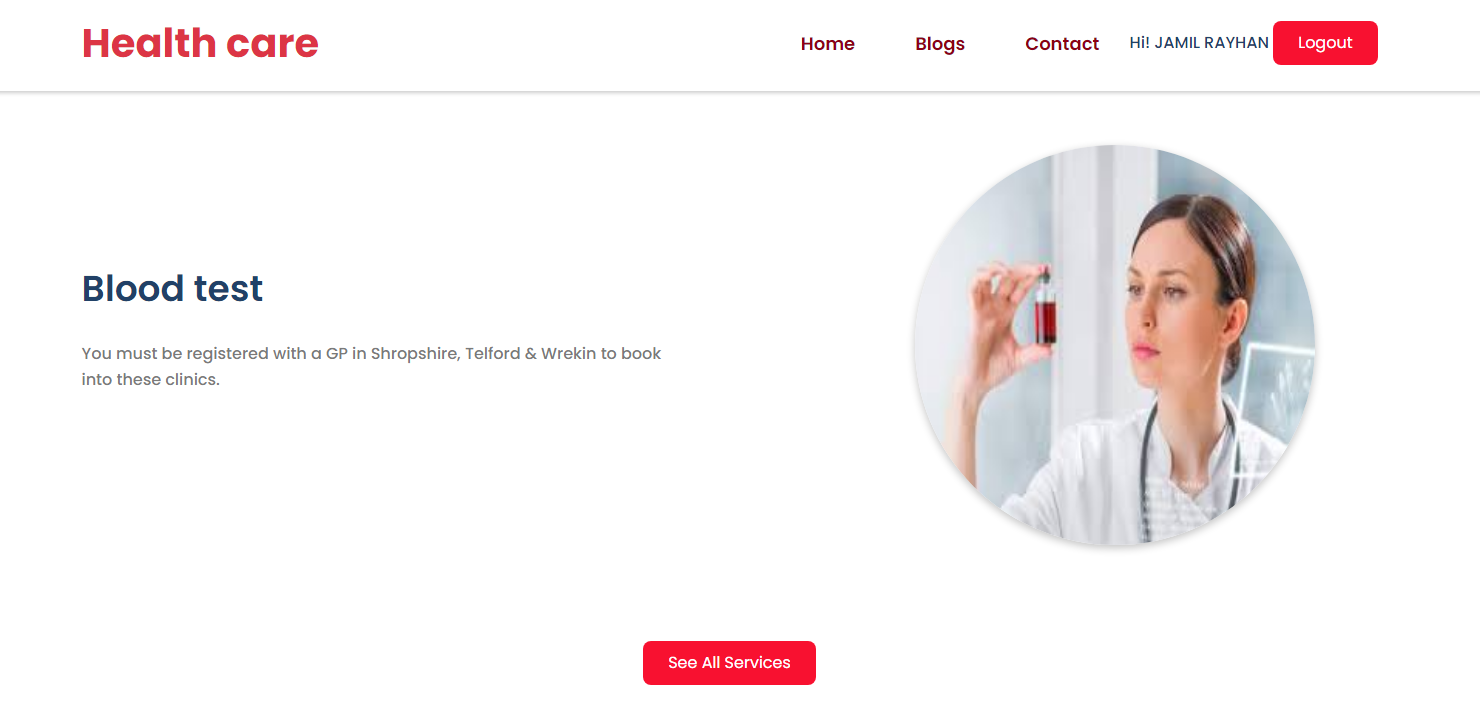 Health care
Home
Blogs
Contact
Hi! JAMIL RAYHAN
Logout
Blood test
You must be registered with a GP in Shropshire, Telford & Wrekin to book
into these clinics.
See All Services